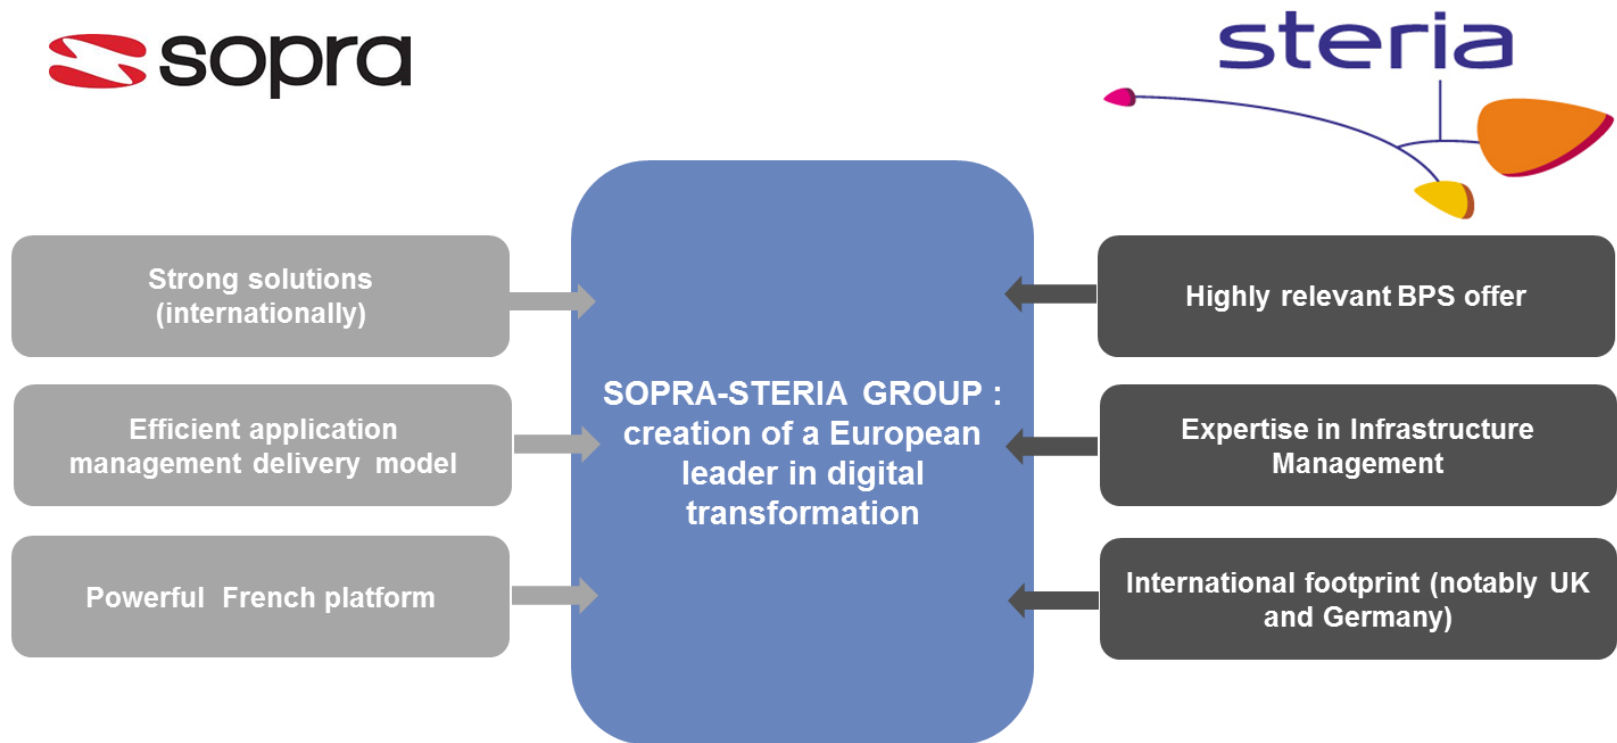 sopra
steria
Strong solutions
(internationally)
Efficient application
management delivery model
Powerful French platform
SOPRA-STERIA GROUP :
creation of a European
leader in digital
transformation
Highly relevant BPS offer
Expertise in Infrastructure
Management
International footprint (notably UK
and Germany)